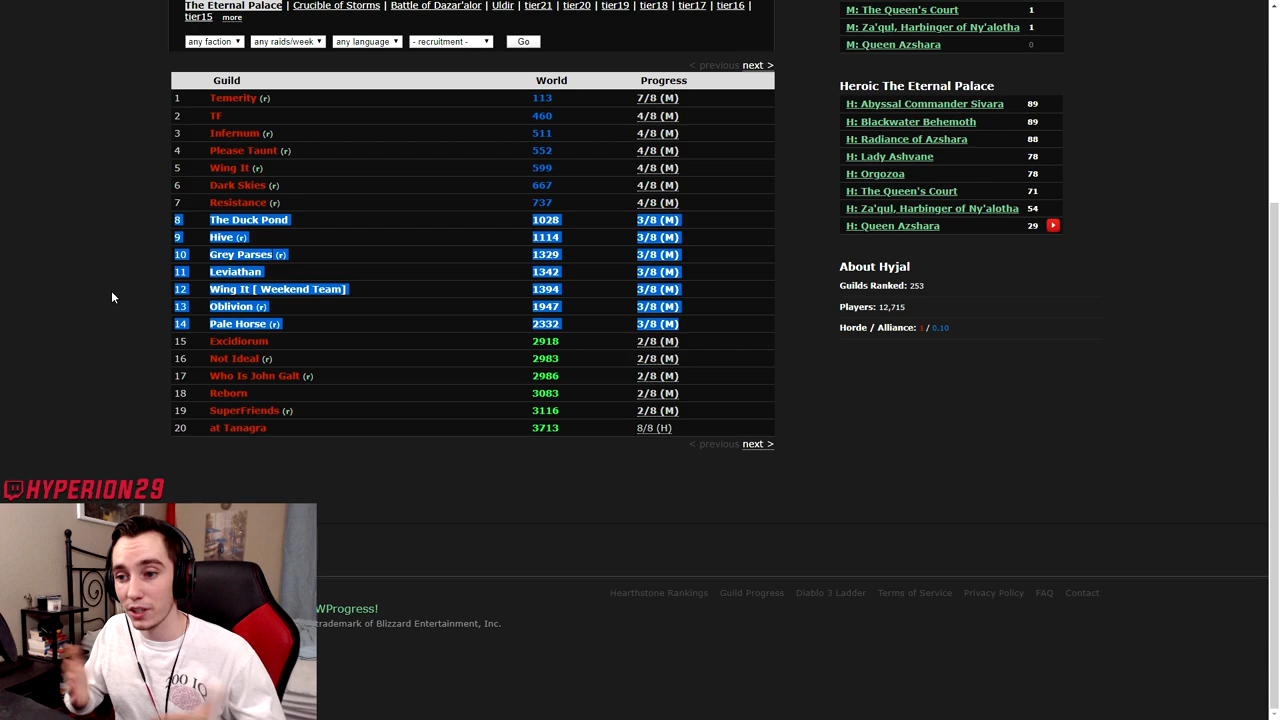 The Eternal Palace | Crucible of Storms | Battle of Dazar'alor | Uldir | tier21 | tier20 | tier19 | tier18 | tier17 | tier16 |
tier15 more
any faction any raids/week any language - recruitment - Go
< previous next >
Guild World Progress
1 Temerity (r) 113 7/8 (M)
2 TF 460 4/8 (M)
3 Infernum (r) 511 4/8 (M)
4 Please Taunt (r) 552 4/8 (M)
5 Wing It (r) 599 4/8 (M)
6 Dark Skies (r) 667 4/8 (M)
7 Resistance (r) 737 4/8 (M)
8 The Duck Pond 1028 3/8 (M)
9 Hive (r) 1114 3/8 (M)
10 Grey Parses (r) 1329 3/8 (M)
11 Leviathan 1342 3/8 (M)
12 Wing It [ Weekend Team] 1394 3/8 (M)
13 Oblivion (r) 1947 3/8 (M)
14 Pale Horse (r) 2332 3/8 (M)
15 Excidiorum 2918 2/8 (M)
16 Not Ideal (r) 2983 2/8 (M)
17 Who Is John Galt (r) 2986 2/8 (M)
18 Reborn 3083 2/8 (M)
19 SuperFriends (r) 3116 2/8 (M)
20 at Tanagra 3713 8/8 (H)
< previous next >
M: The Queen's Court 1
M: Za'qul, Harbinger of Ny'alotha 1
M: Queen Azshara 0
Heroic The Eternal Palace
H: Abyssal Commander Sivara 89
H: Blackwater Behemoth 89
H: Radiance of Azshara 88
H: Lady Ashvane 78
H: Orgozoa 78
H: The Queen's Court 71
H: Za'qul, Harbinger of Ny'alotha 54
H: Queen Azshara 29
About Hyjal
Guilds Ranked: 253
Players: 12,715
Horde / Alliance: 1 / 0.10
HYPERION29
WProgress!
trademark of Blizzard Entertainment, Inc.
Hearthstone Rankings Guild Progress Diablo 3 Ladder Terms of Service Privacy Policy FAQ Contact
200 IQ